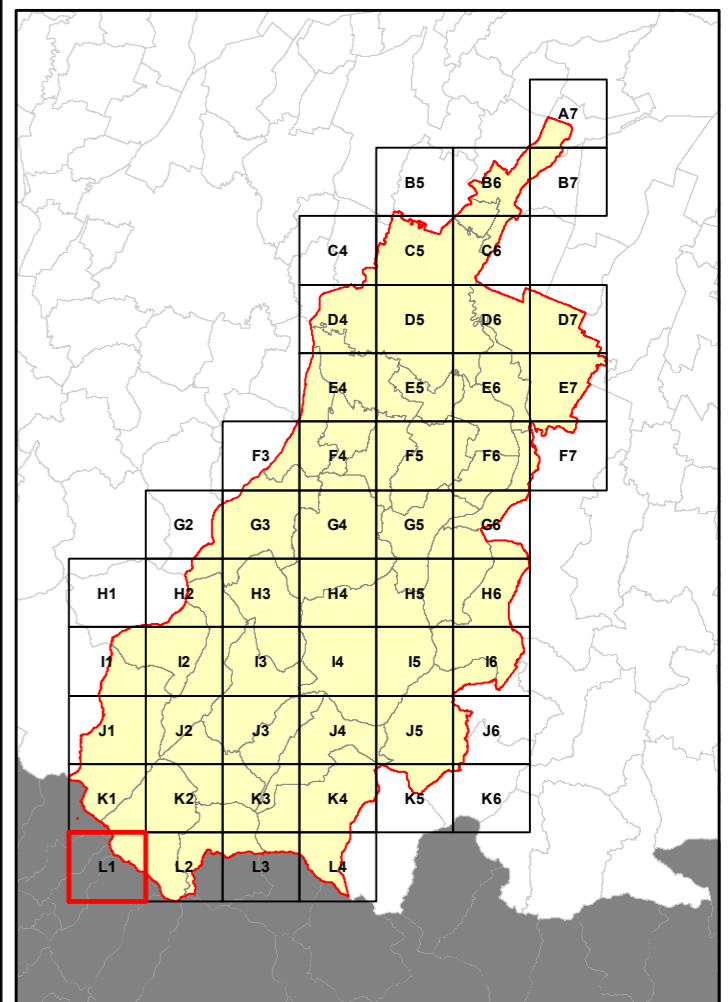 A7
B5 B6 B7
C4 C5 C6
D4 D5 D6 D7
E4 E5 E6 E7
F3 F4 F5 F6 F7
G2 G3 G4 G5 G6
H1 H2 H3 H4 H5 H6
I1 I2 I3 I4 I5 I6
J1 J2 J3 J4 J5 J6
K1 K2 K3 K4 K5 K6
L1 L2 L3 L4